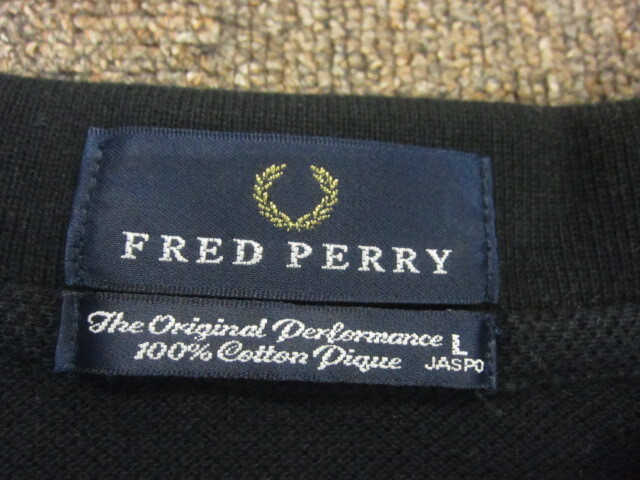 FRED PERRY
The Original Performance
100% Cotton Pique
L
JASPO